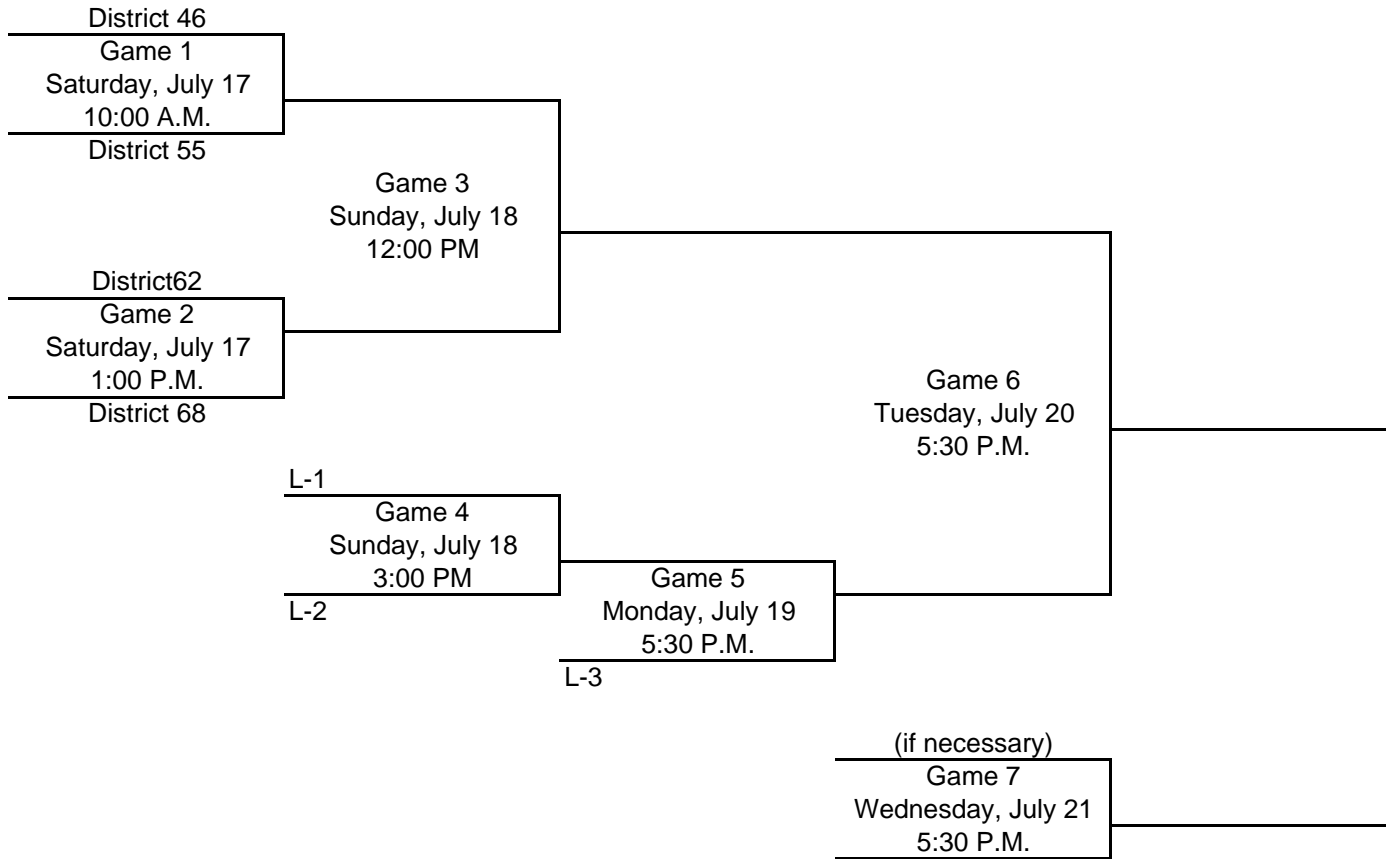 District 46
Game 1
Saturday, July 17
10:00 A.M.
District 55
Game 3
Sunday, July 18
12:00 PM
District62
Game 2
Saturday, July 17
1:00 P.M.
District 68
Game 6
Tuesday, July 20
5:30 P.M.
L-1
Game 4
Sunday, July 18
3:00 PM
L-2
Game 5
Monday, July 19
5:30 P.M.
L-3
(if necessary)
Game 7
Wednesday, July 21
5:30 P.M.